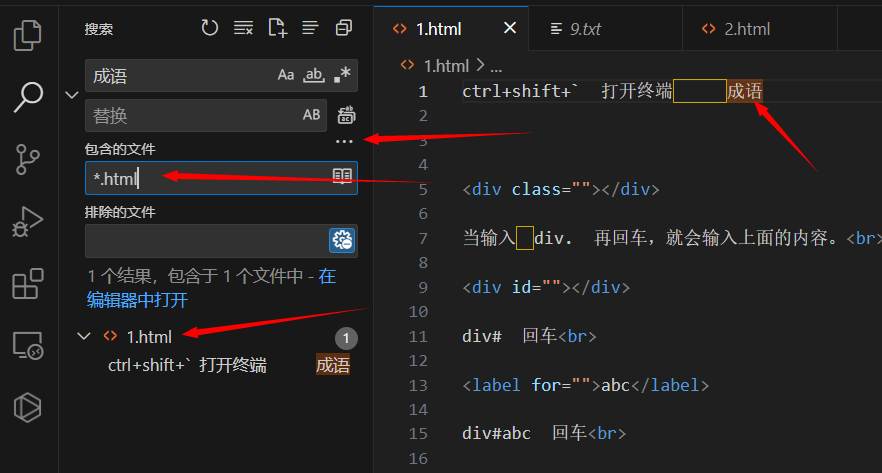 搜索
成语
Aa ab .*
替换
AB
...
包含的文件
*.html
排除的文件
1 个结果，包含于 1 个文件中 - 在
编辑器中打开
1.html
1
ctrl+shift+` 打开终端 成语
1.html
9.txt
2.html
1.html > ...
1 ctrl+shift+` 打开终端 成语
2
3
4
5 <div class=""></div>
6
7 当输入 div. 再回车，就会输入上面的内容。<br>
8
9 <div id=""></div>
10
11 div# 回车<br>
12
13 <label for="">abc</label>
14
15 div#abc 回车<br>
16